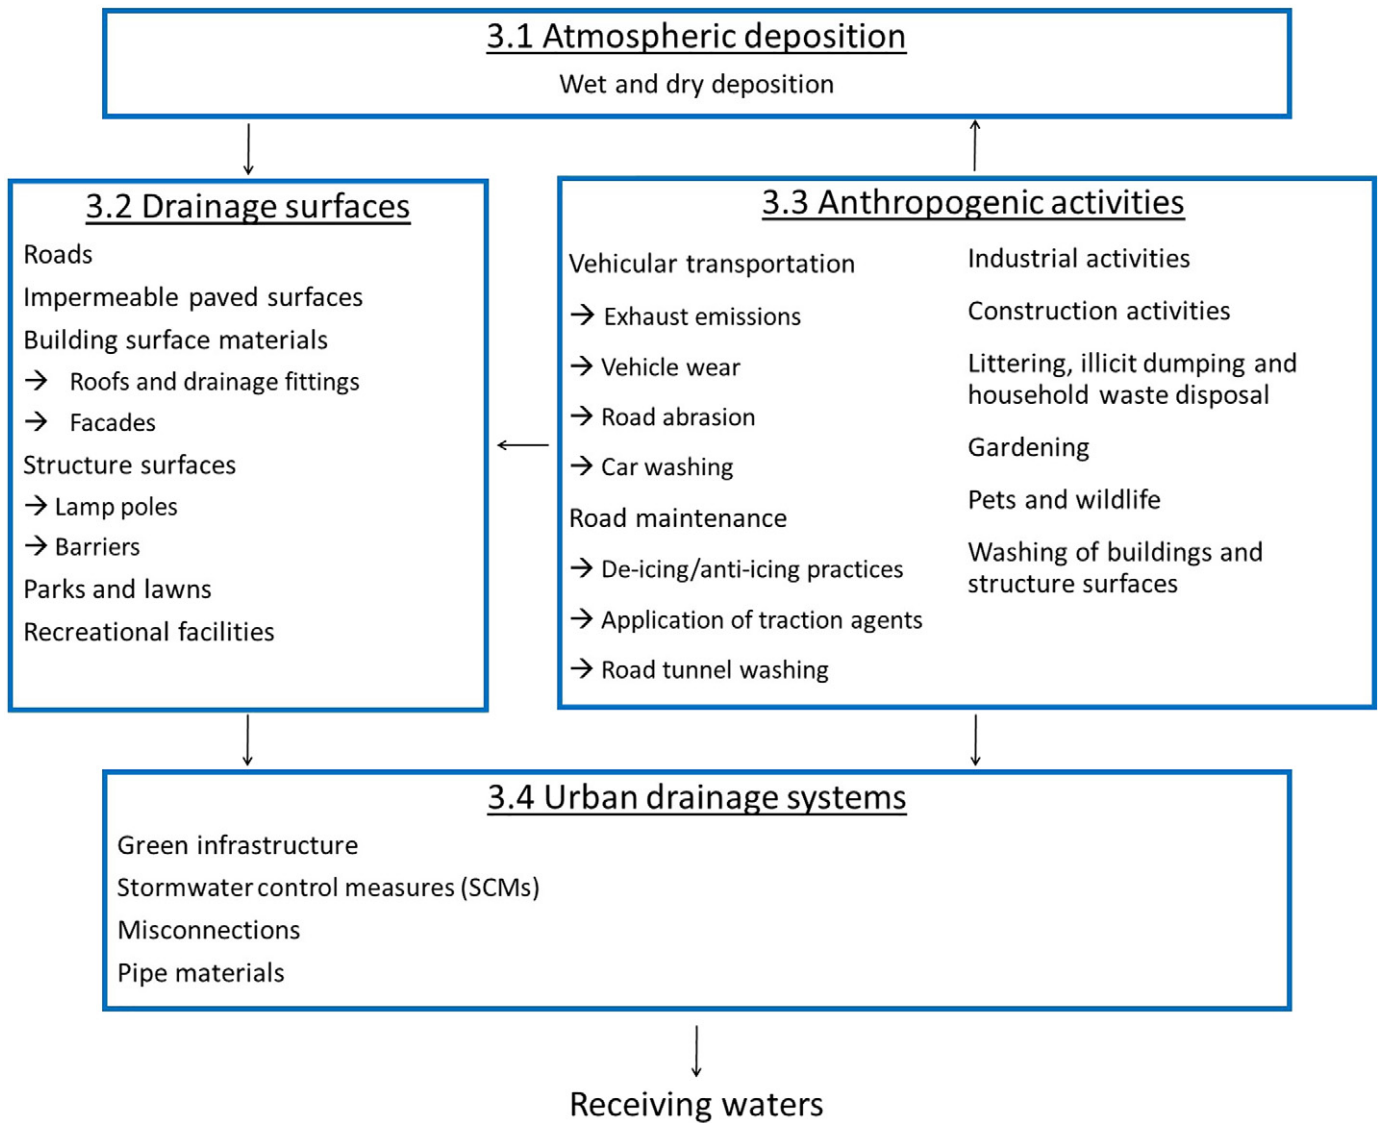 3.1 Atmospheric deposition
Wet and dry deposition
3.2 Drainage surfaces
Roads
Impermeable paved surfaces
Building surface materials
→ Roofs and drainage fittings
→ Facades
Structure surfaces
→ Lamp poles
→ Barriers
Parks and lawns
Recreational facilities
3.3 Anthropogenic activities
Vehicular transportation
→ Exhaust emissions
→ Vehicle wear
→ Road abrasion
→ Car washing
Road maintenance
→ De-icing/anti-icing practices
→ Application of traction agents
→ Road tunnel washing
Industrial activities
Construction activities
Littering, illicit dumping and
household waste disposal
Gardening
Pets and wildlife
Washing of buildings and
structure surfaces
3.4 Urban drainage systems
Green infrastructure
Stormwater control measures (SCMs)
Misconnections
Pipe materials
Receiving waters